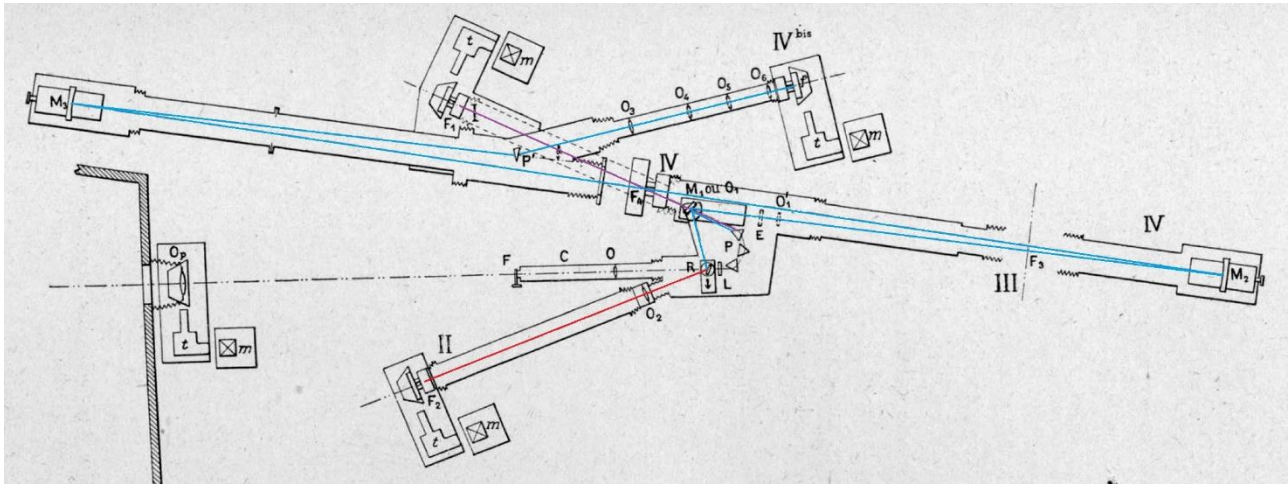 IV bis
t
m
O₆
O₅
O₄
O₃
M₃
F₁
I
P'
IV
t
m
F₄
M₁ ou O₁
O'₁
E
IV
P
F₃
M₂
III
Oₚ
F
C
O
R
L
O₂
II
t
m
F₂
t
m